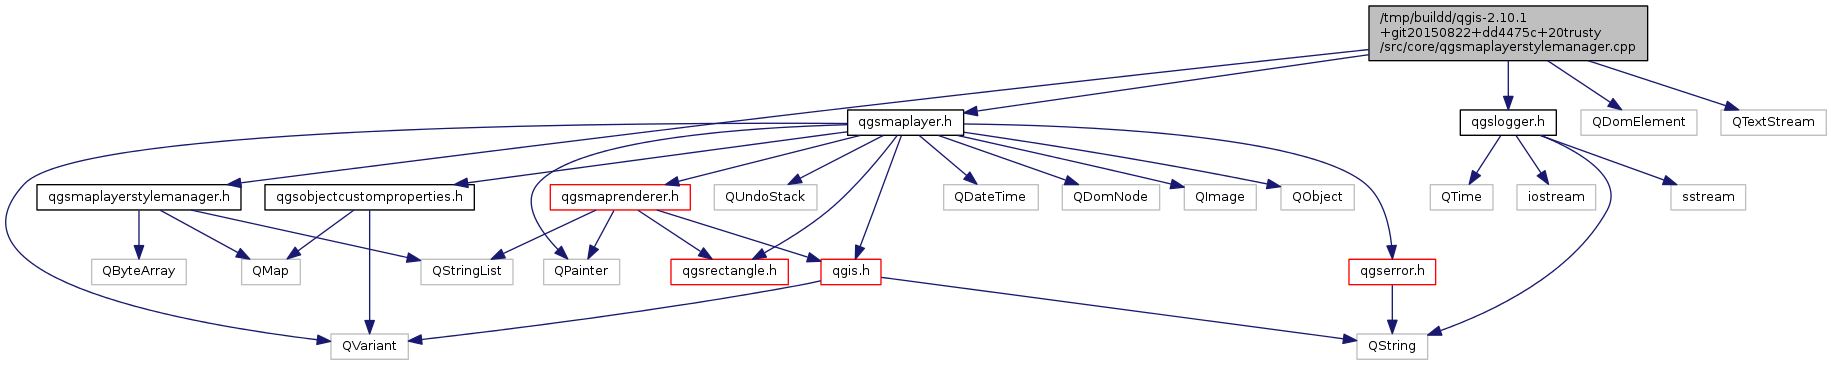 /tmp/buildd/qgis-2.10.1
+git20150822+dd4475c+20trusty
/src/core/qgsmaplayerstylemanager.cpp
qgsmaplayer.h
qgslogger.h
QDomElement
QTextStream
qgsmaplayerstylemanager.h
qgsobjectcustomproperties.h
qgsmaprenderer.h
QUndoStack
QDateTime
QDomNode
QImage
QObject
QTime
iostream
sstream
QByteArray
QMap
QStringList
QPainter
qgsrectangle.h
qgis.h
qgserror.h
QVariant
QString